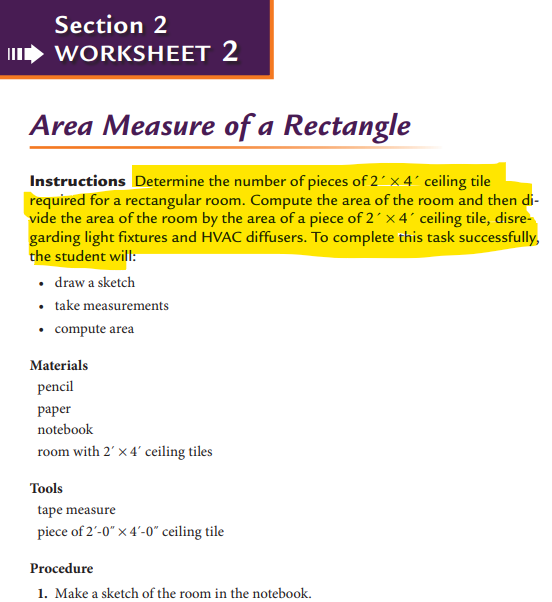 Section 2
WORKSHEET 2
Area Measure of a Rectangle
Instructions Determine the number of pieces of 2´ × 4´ ceiling tile
required for a rectangular room. Compute the area of the room and then di-
vide the area of the room by the area of a piece of 2´ × 4´ ceiling tile, disre-
garding light fixtures and HVAC diffusers. To complete this task successfully,
the student will:
• draw a sketch
• take measurements
• compute area
Materials
pencil
paper
notebook
room with 2´ × 4´ ceiling tiles
Tools
tape measure
piece of 2´-0˝ × 4´-0˝ ceiling tile
Procedure
1. Make a sketch of the room in the notebook.